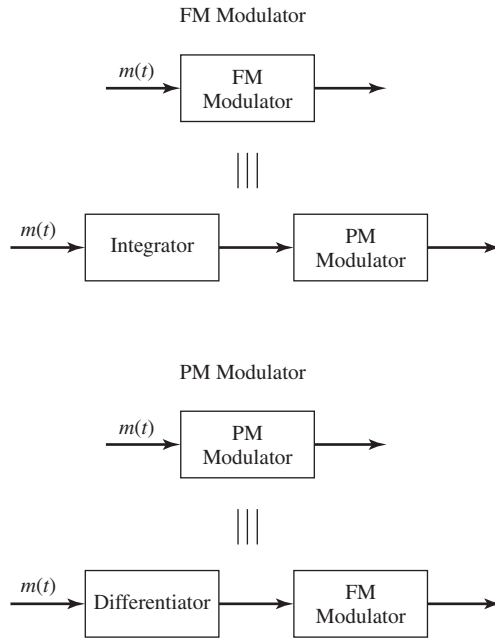 FM Modulator
m(t)
FM
Modulator
m(t)
Integrator
PM
Modulator
PM Modulator
m(t)
PM
Modulator
m(t)
Differentiator
FM
Modulator